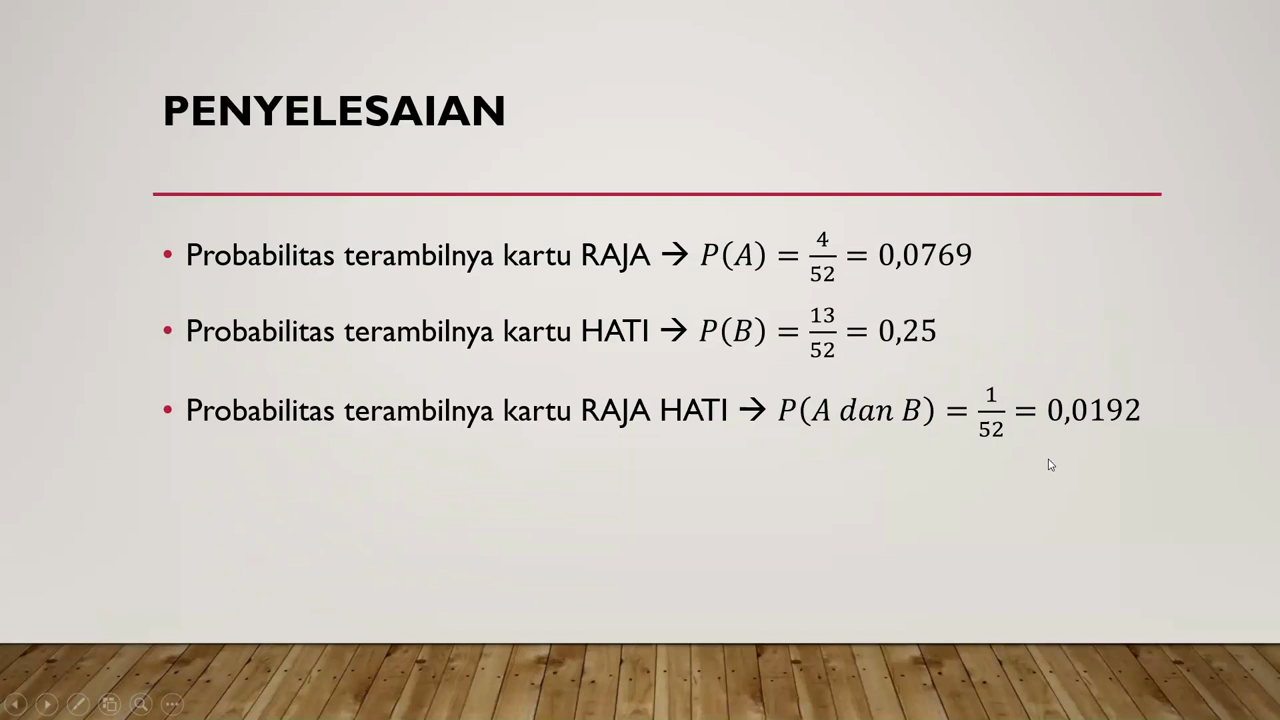 PENYELESAIAN
• Probabilitas terambilnya kartu RAJA → P(A) = 4/52 = 0,0769
• Probabilitas terambilnya kartu HATI → P(B) = 13/52 = 0,25
• Probabilitas terambilnya kartu RAJA HATI → P(A dan B) = 1/52 = 0,0192